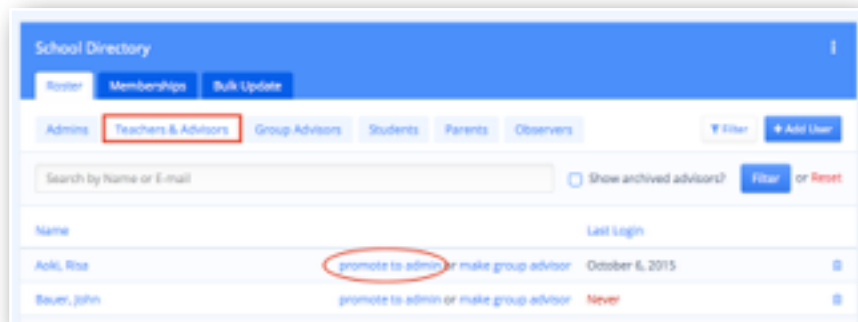 School Directory
Roster Memberships Bulk Update
Admins Teachers & Advisors Group Advisors Students Parents Observers Filter + Add User
Search by Name or E-mail Show archived advisors? Filter or Reset
Name Last Login
Aoki, Risa promote to admin or make group advisor October 6, 2015
Bauer, John promote to admin or make group advisor Never